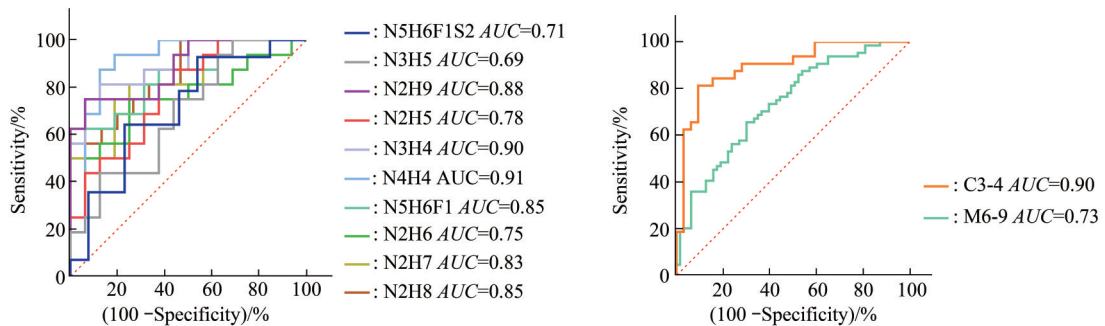 100
80
60
40
20
0
Sensitivity/%
20 40 60 80 100
(100 −Specificity)/%
: N5H6F1S2 AUC=0.71
: N3H5 AUC=0.69
: N2H9 AUC=0.88
: N2H5 AUC=0.78
: N3H4 AUC=0.90
: N4H4 AUC=0.91
: N5H6F1 AUC=0.85
: N2H6 AUC=0.75
: N2H7 AUC=0.83
: N2H8 AUC=0.85
100
80
60
40
20
0
Sensitivity/%
20 40 60 80 100
(100 −Specificity)/%
: C3-4 AUC=0.90
: M6-9 AUC=0.73